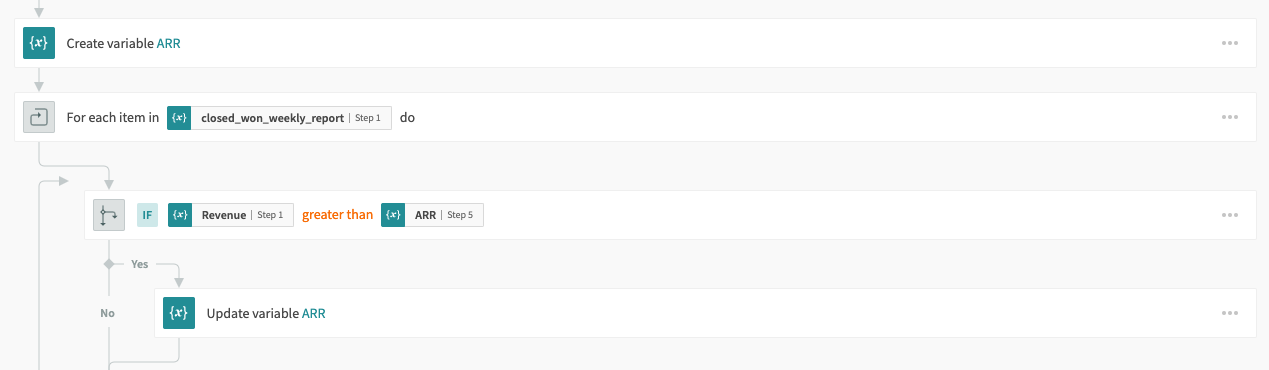 {x} Create variable ARR
For each item in {x} closed_won_weekly_report | Step 1 do
IF {x} Revenue | Step 1 greater than {x} ARR | Step 5
Yes
{x} Update variable ARR
No